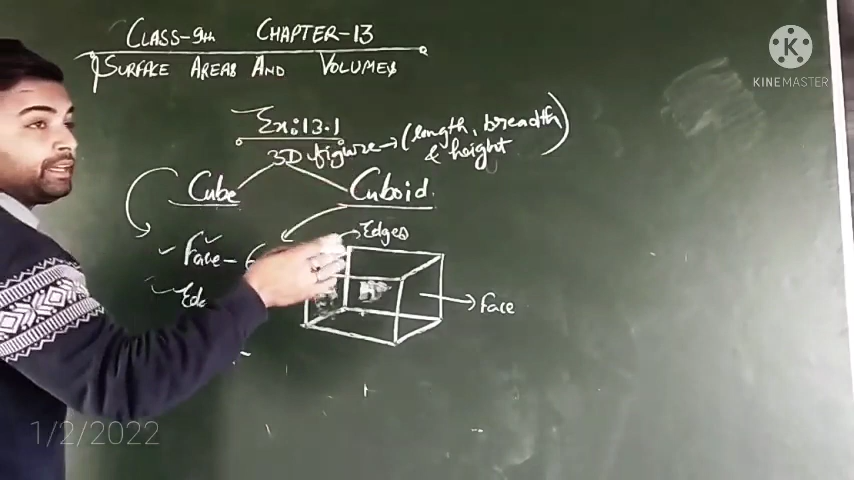 CLASS-9th CHAPTER-13
SURFACE AREAS AND VOLUMES
Ex:13.1
3D figure→(length, breadth
& height)
Cube Cuboid.
Edges
Face-6
Face
KINEMASTER
1/2/2022